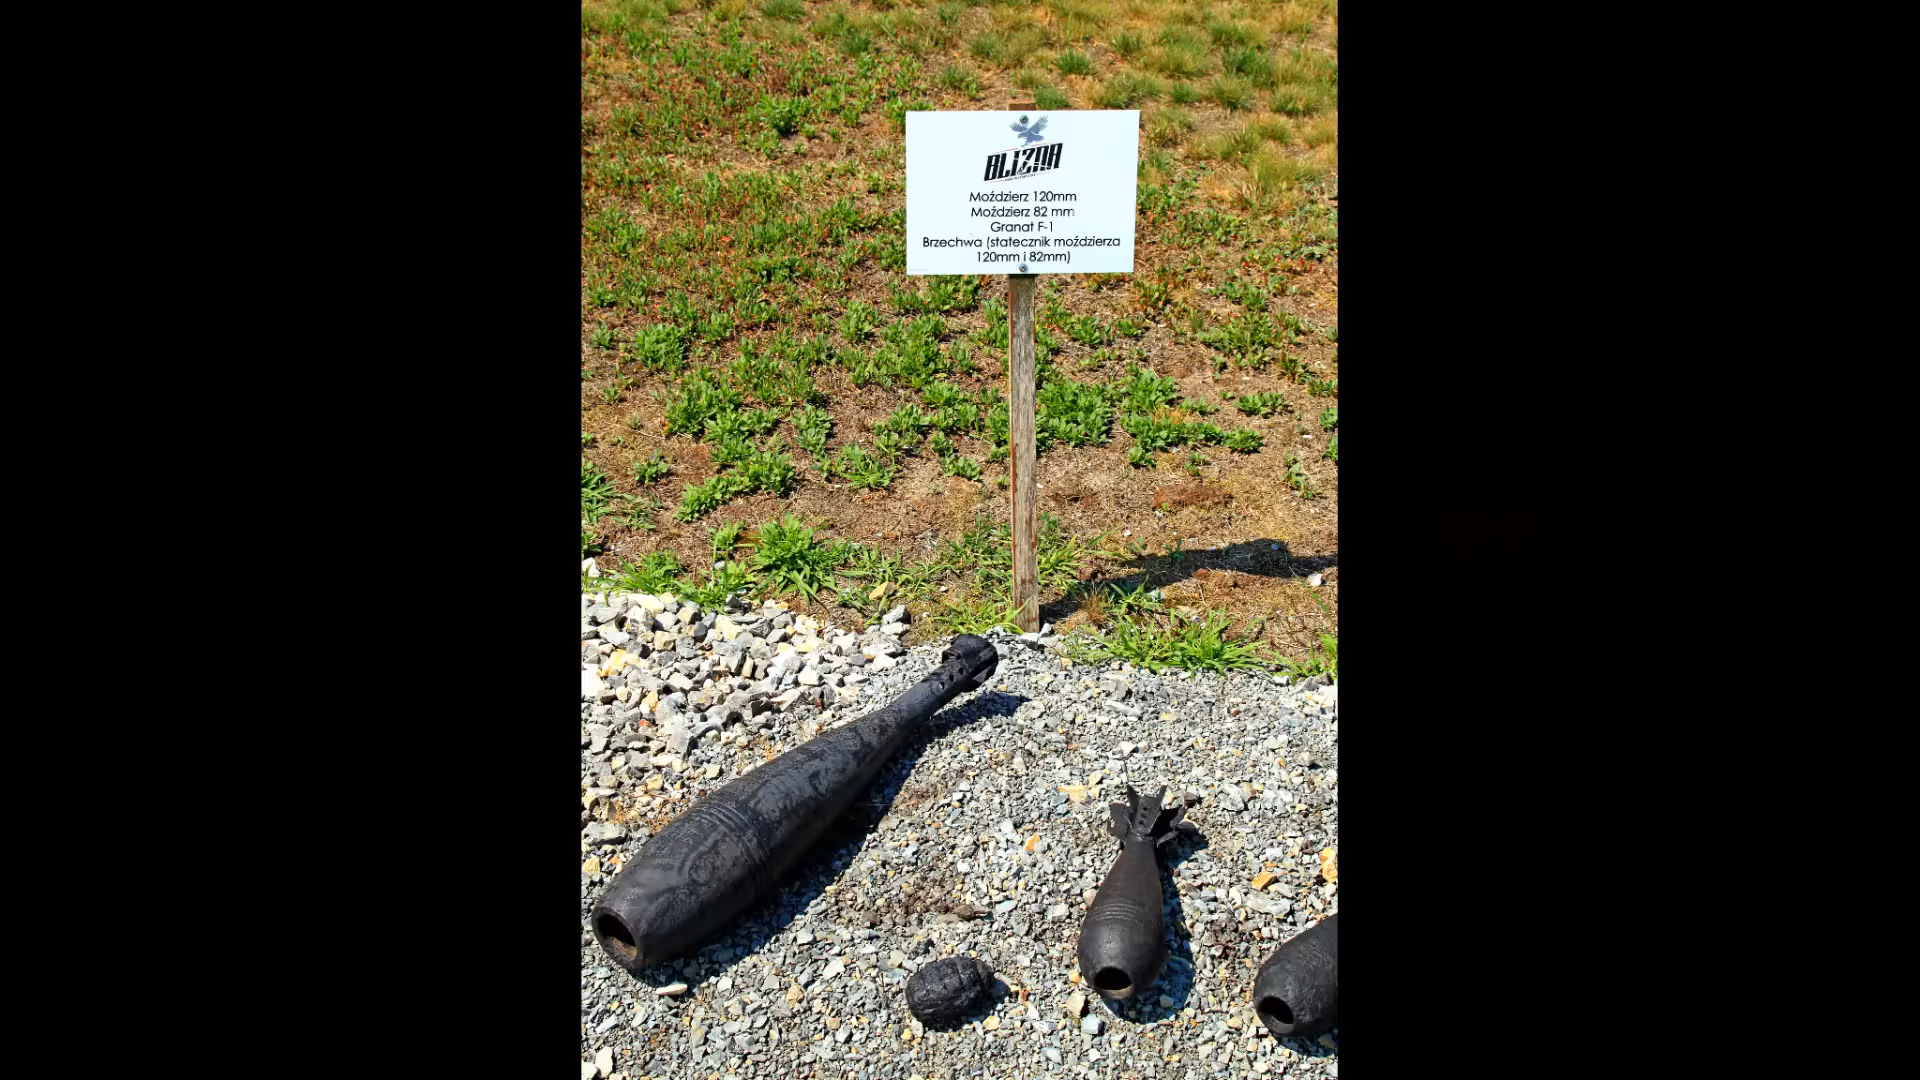 BLIZNA
Moździerz 120mm
Moździerz 82 mm
Granat F-1
Brzechwa (statecznik moździerza
120mm i 82mm)